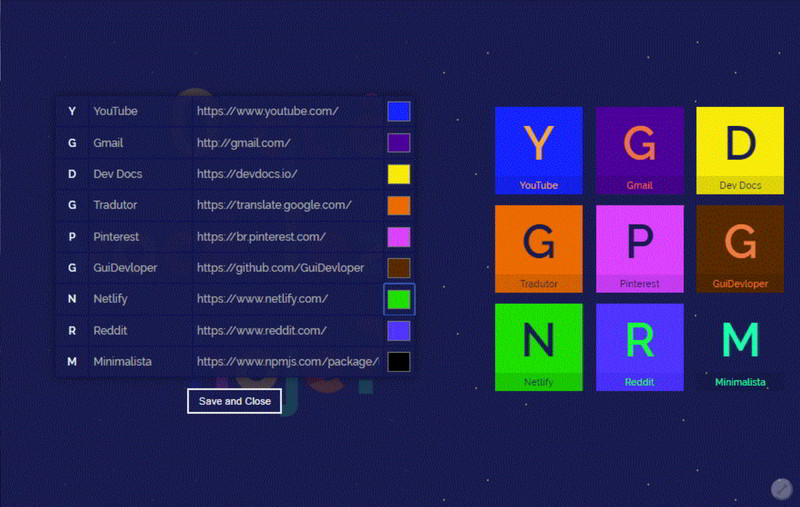 Y YouTube https://www.youtube.com/
G Gmail http://gmail.com/
D Dev Docs https://devdocs.io/
G Tradutor https://translate.google.com/
P Pinterest https://br.pinterest.com/
G GuiDevloper https://github.com/GuiDevloper
N Netlify https://www.netlify.com/
R Reddit https://www.reddit.com/
M Minimalista https://www.npmjs.com/package/
Save and Close
Y G D
YouTube Gmail Dev Docs
G P G
Tradutor Pinterest GuiDevloper
N R M
Netlify Reddit Minimalista